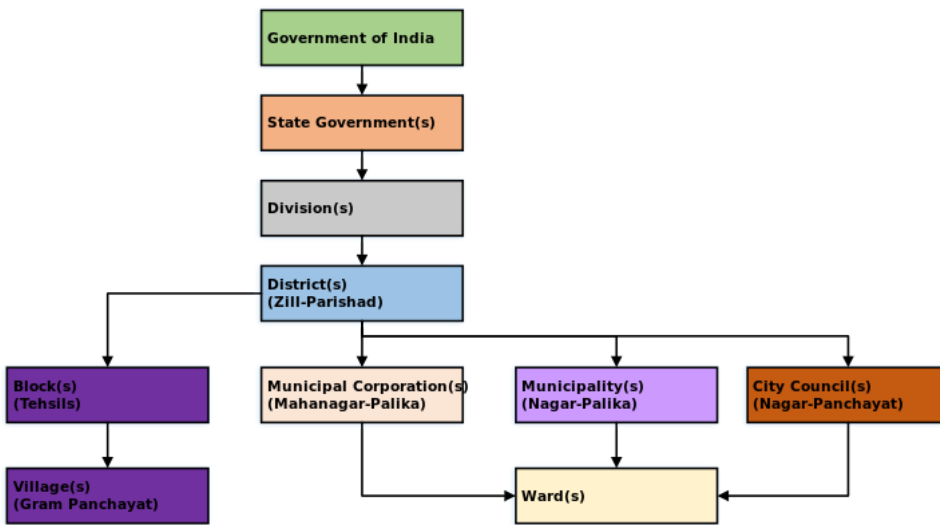 Government of India
State Government(s)
Division(s)
District(s)
(Zill-Parishad)
Block(s)
(Tehsils)
Municipal Corporation(s)
(Mahanagar-Palika)
Municipality(s)
(Nagar-Palika)
City Council(s)
(Nagar-Panchayat)
Village(s)
(Gram Panchayat)
Ward(s)